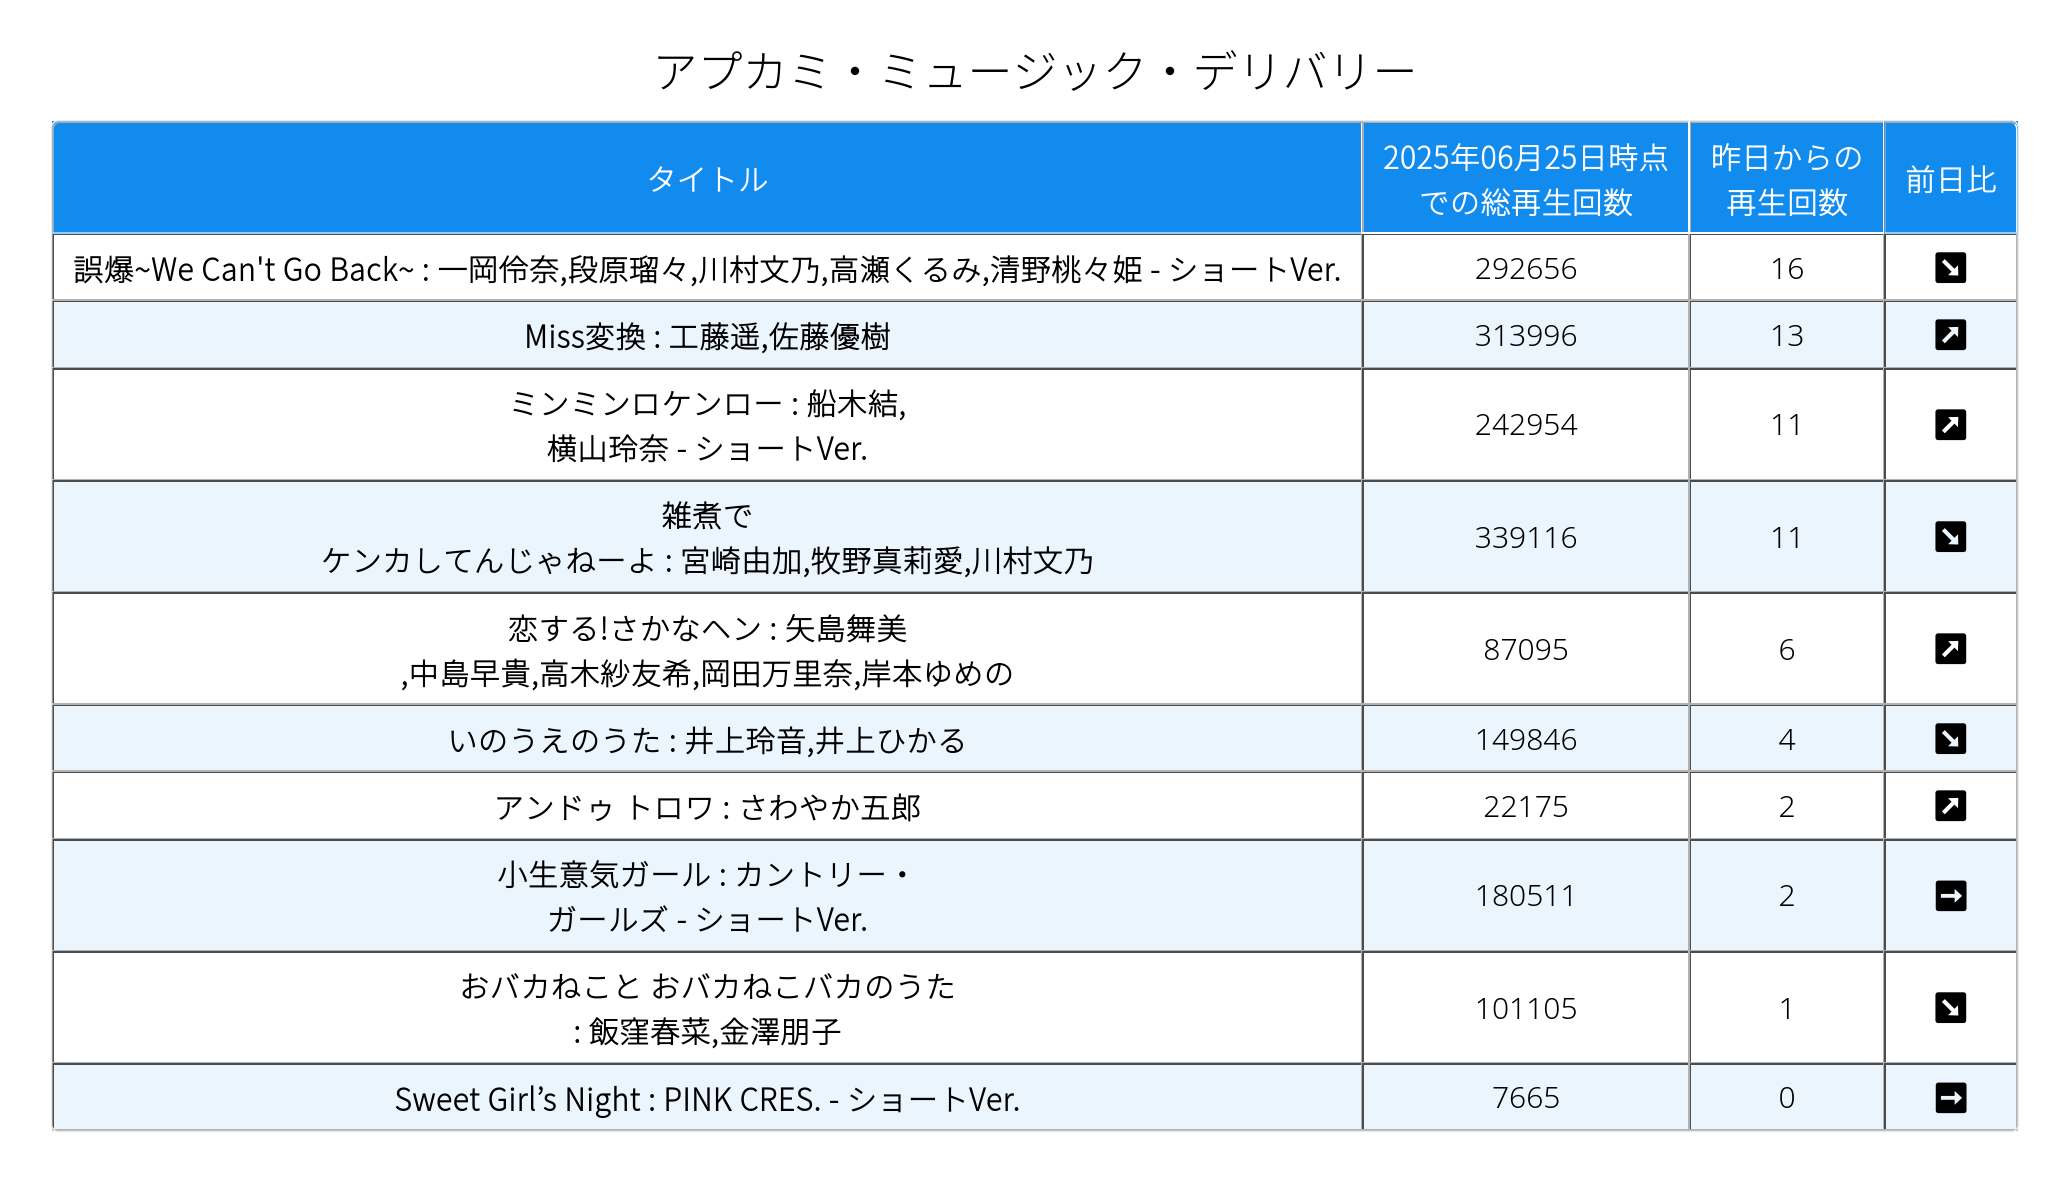 アプカミ・ミュージック・デリバリー
タイトル
2025年06月25日時点
での総再生回数
昨日からの
再生回数
前日比
誤爆~We Can't Go Back~ : 一岡伶奈,段原瑠々,川村文乃,高瀬くるみ,清野桃々姫 - ショートVer.
292656
16
↘
Miss変換 : 工藤遥,佐藤優樹
313996
13
↗
ミンミンロケンロー : 船木結,
横山玲奈 - ショートVer.
242954
11
↗
雑煮で
ケンカしてんじゃねーよ : 宮崎由加,牧野真莉愛,川村文乃
339116
11
↘
恋する!さかなヘン : 矢島舞美
,中島早貴,高木紗友希,岡田万里奈,岸本ゆめの
87095
6
↗
いのうえのうた : 井上玲音,井上ひかる
149846
4
↘
アンドゥ トロワ : さわやか五郎
22175
2
↗
小生意気ガール : カントリー・
ガールズ - ショートVer.
180511
2
→
おバカねこと おバカねこバカのうた
: 飯窪春菜,金澤朋子
101105
1
↘
Sweet Girl’s Night : PINK CRES. - ショートVer.
7665
0
→